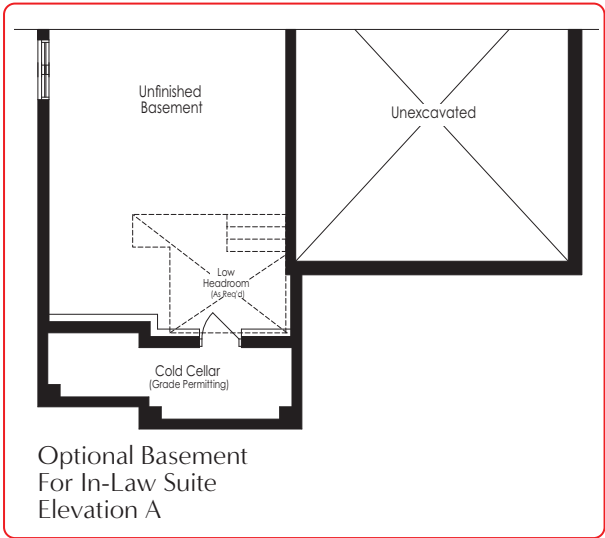 Unfinished
Basement
Unexcavated
Low
Headroom
(As Req'd)
Cold Cellar
(Grade Permitting)
Optional Basement
For In-Law Suite
Elevation A